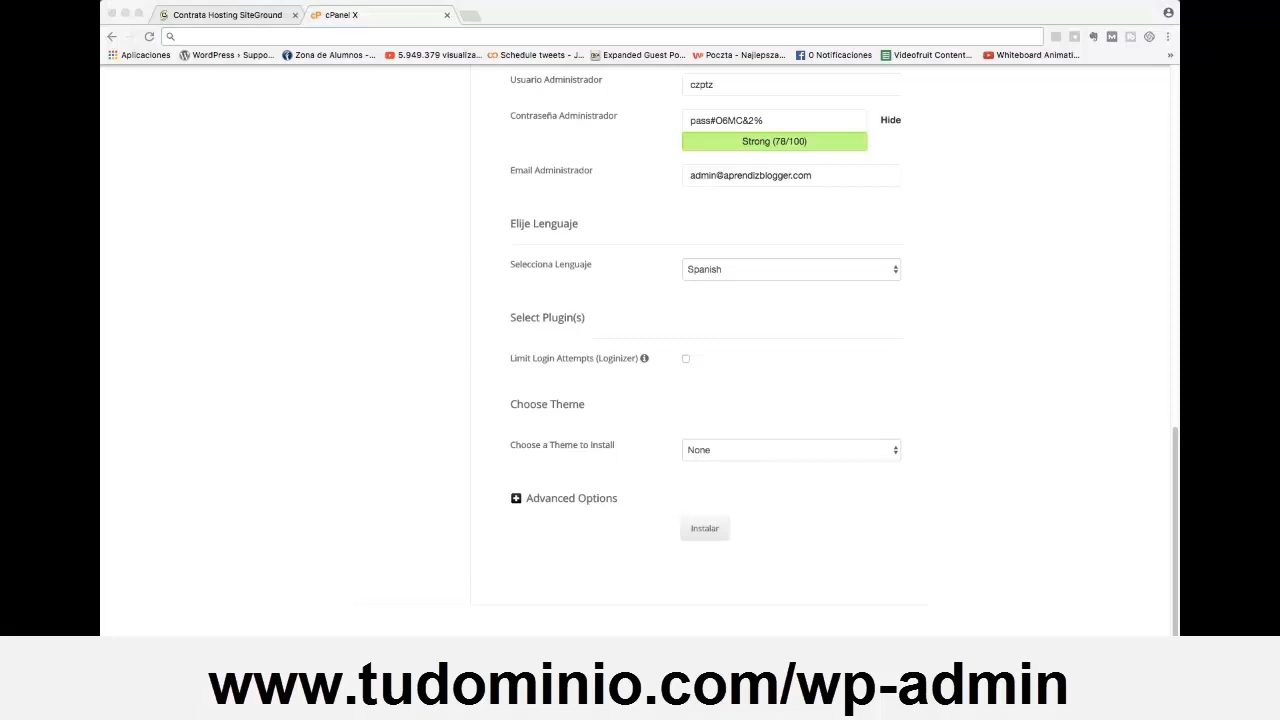 Contrata Hosting SiteGround
cPanel X
Aplicaciones
WordPress › Suppo...
Zona de Alumnos -...
5.949.379 visualiza...
Schedule tweets - J...
Expanded Guest Po...
Poczta - Najlepsza...
0 Notificaciones
Videofruit Content...
Whiteboard Animati...
»
Usuario Administrador
czptz
Contraseña Administrador
pass#O6MC&2%
Hide
Strong (78/100)
Email Administrador
admin@aprendizblogger.com
Elije Lenguaje
Selecciona Lenguaje
Spanish
Select Plugin(s)
Limit Login Attempts (Loginizer)
Choose Theme
Choose a Theme to Install
None
Advanced Options
Instalar
www.tudominio.com/wp-admin